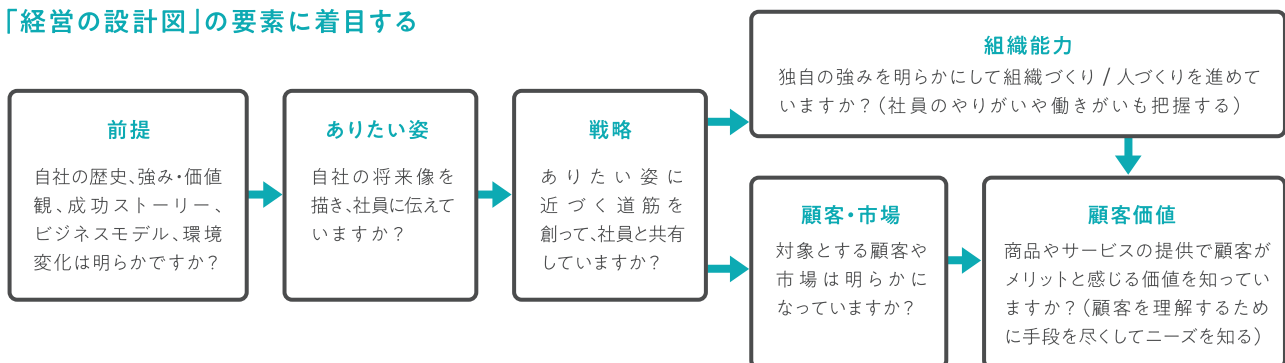 「経営の設計図」の要素に着目する
前提
自社の歴史、強み・価値
観、成功ストーリー、
ビジネスモデル、環境
変化は明らかですか?
ありたい姿
自社の将来像を
描き、社員に伝えて
いますか?
戦略
ありたい姿に
近づく道筋を
創って、社員と共有
していますか?
組織能力
独自の強みを明らかにして組織づくり / 人づくりを進めて
いますか?(社員のやりがいや働きがいも把握する)
顧客・市場
対象とする顧客や
市場は明らかに
なっていますか?
顧客価値
商品やサービスの提供で顧客が
メリットと感じる価値を知ってい
ますか?(顧客を理解するため
に手段を尽くしてニーズを知る)